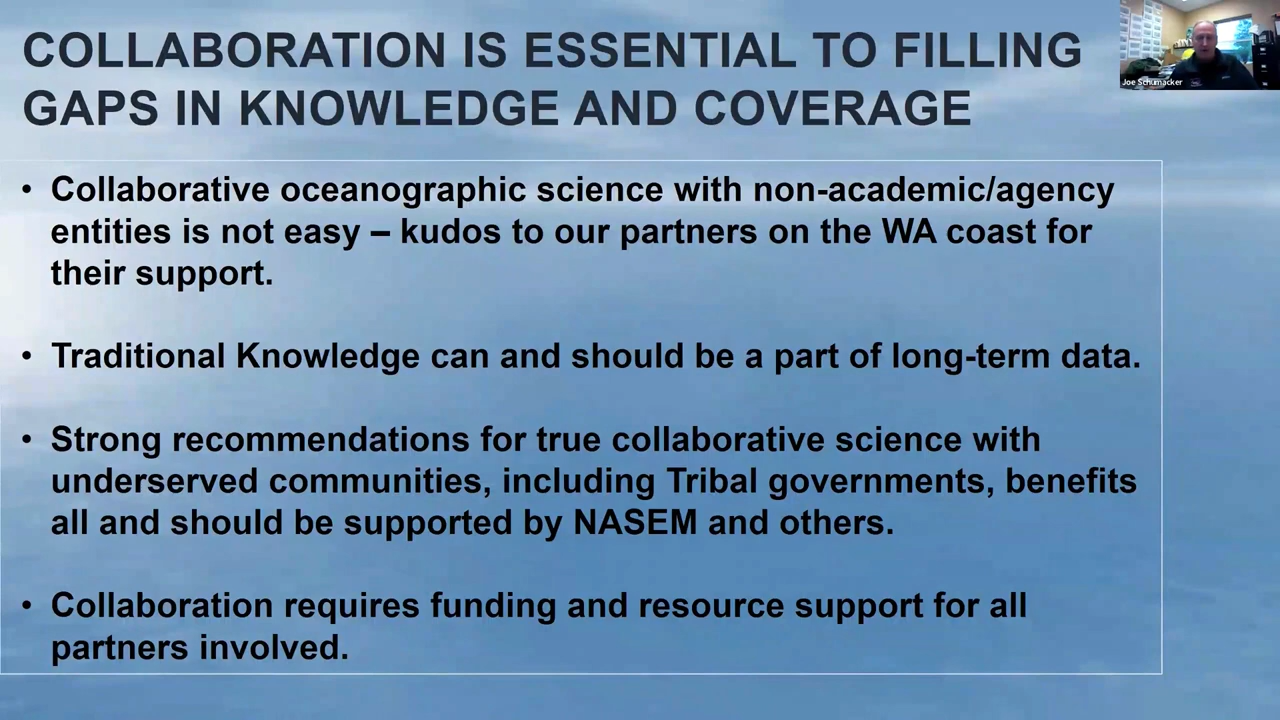 COLLABORATION IS ESSENTIAL TO FILLING
GAPS IN KNOWLEDGE AND COVERAGE
Joe Schumacker
• Collaborative oceanographic science with non-academic/agency
entities is not easy – kudos to our partners on the WA coast for
their support.
• Traditional Knowledge can and should be a part of long-term data.
• Strong recommendations for true collaborative science with
underserved communities, including Tribal governments, benefits
all and should be supported by NASEM and others.
• Collaboration requires funding and resource support for all
partners involved.